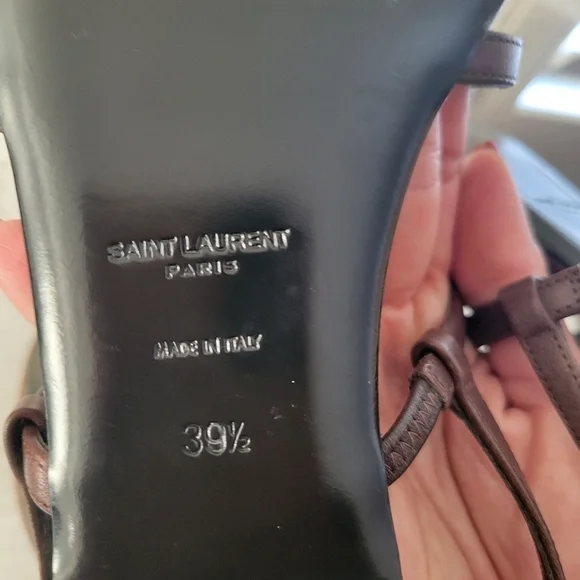 SAINT LAURENT
PARIS
MADE IN ITALY
39½